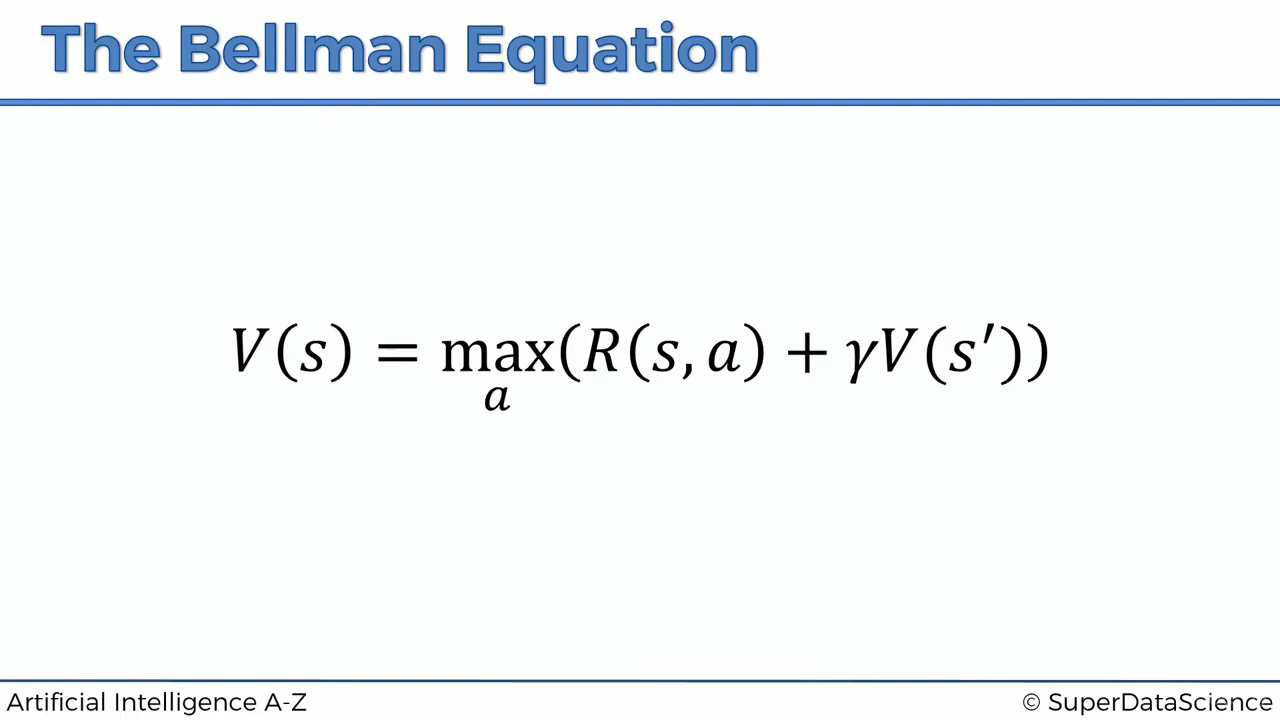 The Bellman Equation
V(s) = max(R(s, a) + γV(s′))
a
Artificial Intelligence A-Z
© SuperDataScience